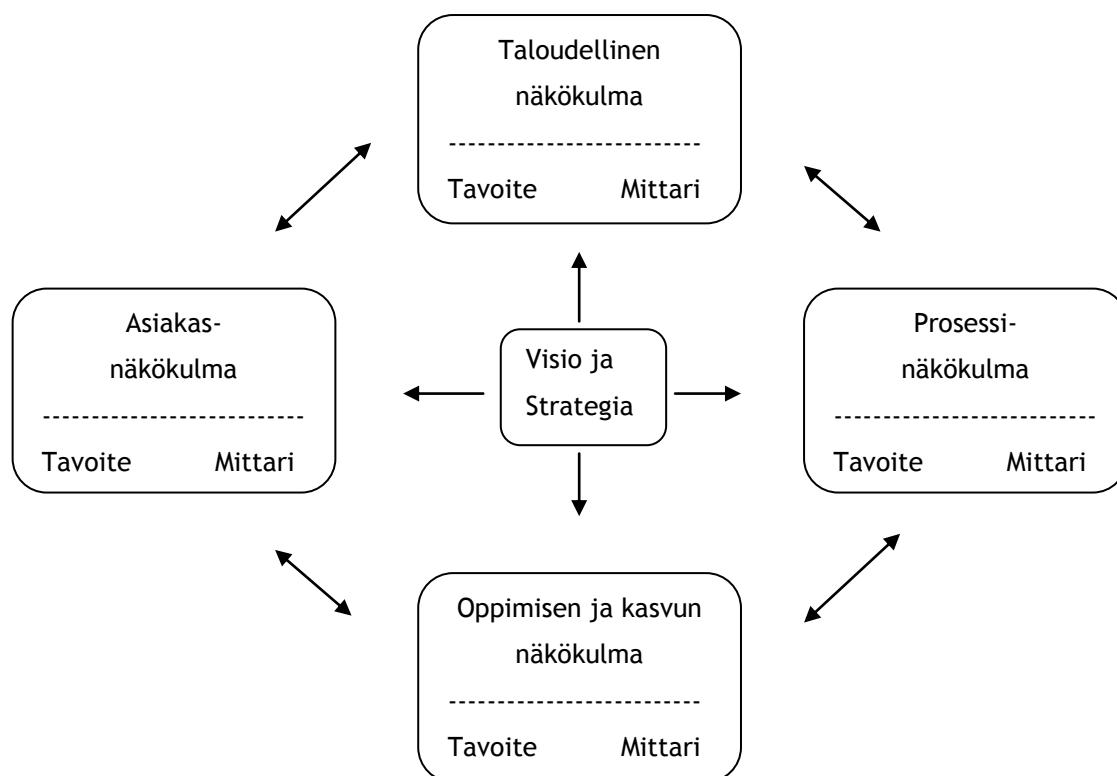 Taloudellinen
näkökulma
--------------------------
Tavoite Mittari
Asiakas-
näkökulma
---------------------------
Tavoite Mittari
Visio ja
Strategia
Prosessi-
näkökulma
---------------------------
Tavoite Mittari
Oppimisen ja kasvun
näkökulma
--------------------------
Tavoite Mittari